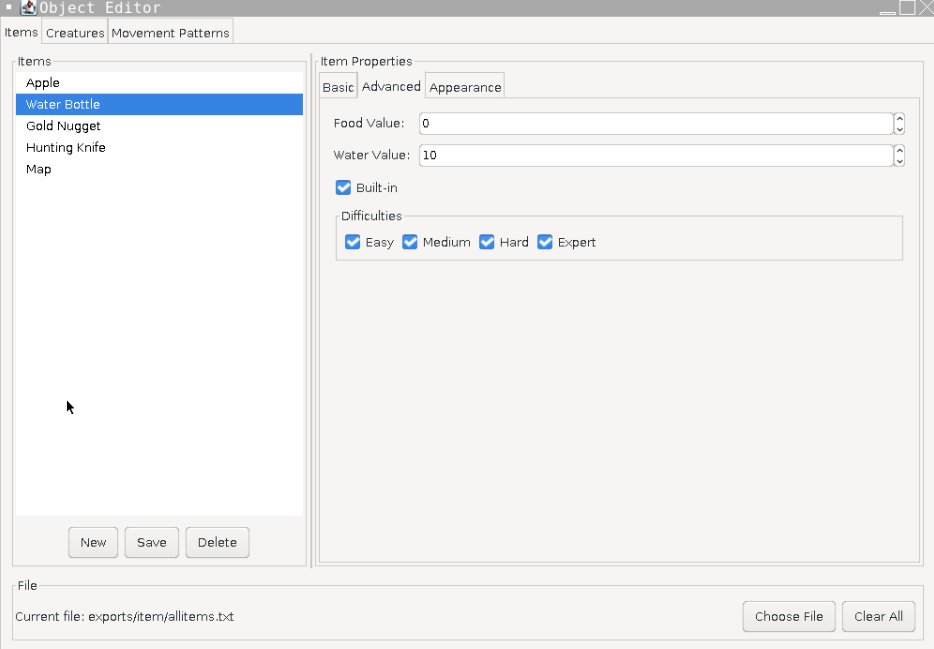 Object Editor
Items Creatures Movement Patterns
Items
Apple
Water Bottle
Gold Nugget
Hunting Knife
Map
New Save Delete
Item Properties
Basic Advanced Appearance
Food Value: 0
Water Value: 10
Built-in
Difficulties
Easy Medium Hard Expert
File
Current file: exports/item/allitems.txt
Choose File Clear All